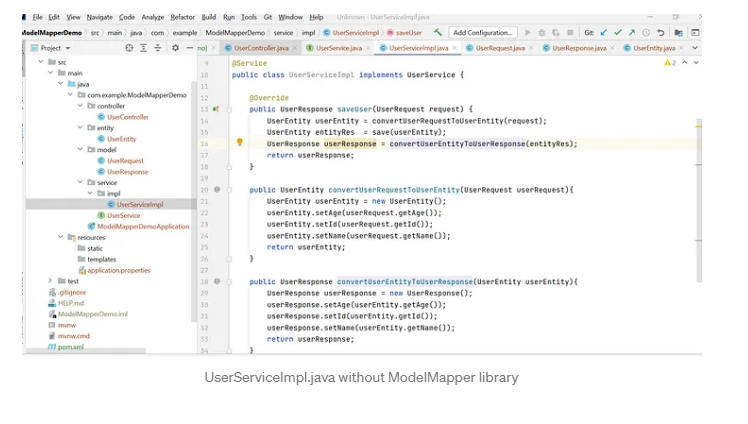 File Edit View Navigate Code Analyze Refactor Build Run Tools Git Window Help Unknown - UserServiceImpl.java
ModelMapperDemo src main java com example ModelMapperDemo service impl UserServiceImpl saveUser Add Configuration... Git:
Project UserController.java UserService.java UserServiceImpl.java UserRequest.java UserResponse.java UserEntity.java
src
main
java
com.example.ModelMapperDemo
controller
UserController
entity
UserEntity
model
UserRequest
UserResponse
service
impl
UserServiceImpl
UserService
ModelMapperDemoApplication
resources
static
templates
application.properties
test
.gitignore
HELP.md
ModelMapperDemo.iml
mvnw
mvnw.cmd
pom.xml
2
9 @Service
10 public class UserServiceImpl implements UserService {
11
12 @Override
13 public UserResponse saveUser(UserRequest request) {
14 UserEntity userEntity = convertUserRequestToUserEntity(request);
15 UserEntity entityRes = save(userEntity);
16 UserResponse userResponse = convertUserEntityToUserResponse(entityRes);
17 return userResponse;
18 }
19
20 public UserEntity convertUserRequestToUserEntity(UserRequest userRequest){
21 UserEntity userEntity = new UserEntity();
22 userEntity.setAge(userRequest.getAge());
23 userEntity.setId(userRequest.getId());
24 userEntity.setName(userRequest.getName());
25 return userEntity;
26 }
27
28 public UserResponse convertUserEntityToUserResponse(UserEntity userEntity){
29 UserResponse userResponse = new UserResponse();
30 userResponse.setAge(userEntity.getAge());
31 userResponse.setId(userEntity.getId());
32 userResponse.setName(userEntity.getName());
33 return userResponse;
34 }
UserServiceImpl.java without ModelMapper library